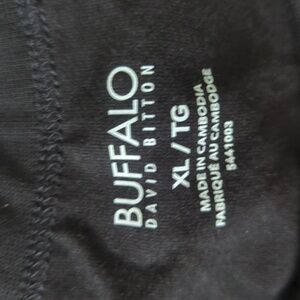 BUFFALO
DAVID BITTON
XL / TG
MADE IN CAMBODIA
FABRIQUÉ AU CAMBODGE
5441003